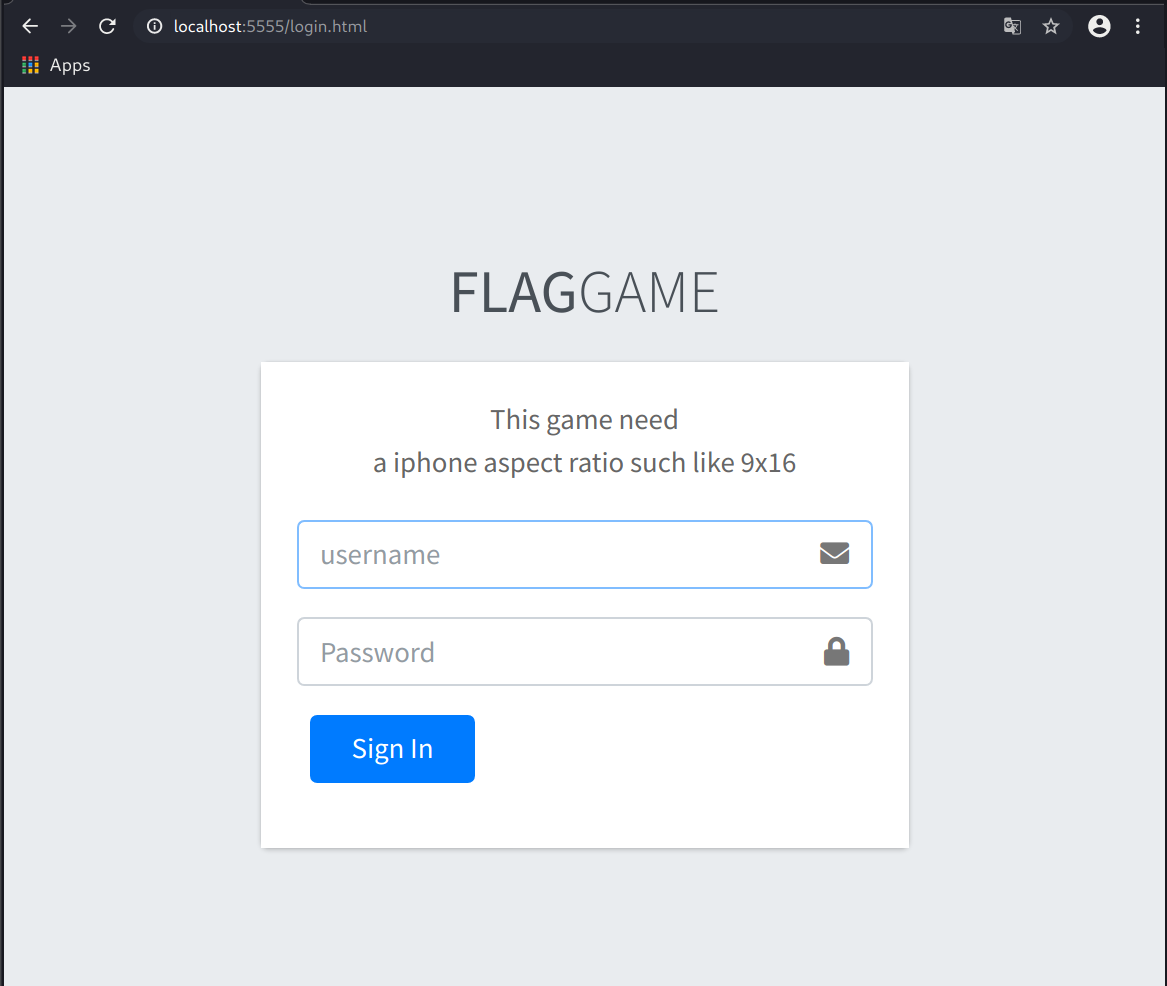 localhost:5555/login.html
Apps
FLAGGAME
This game need
a iphone aspect ratio such like 9x16
username
Password
Sign In